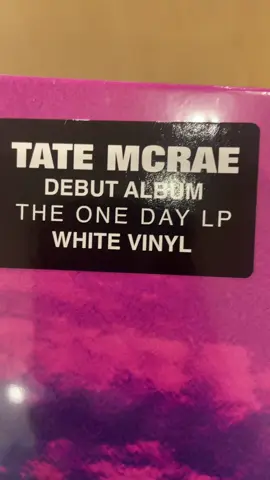 TATE MCRAE
DEBUT ALBUM
THE ONE DAY LP
WHITE VINYL